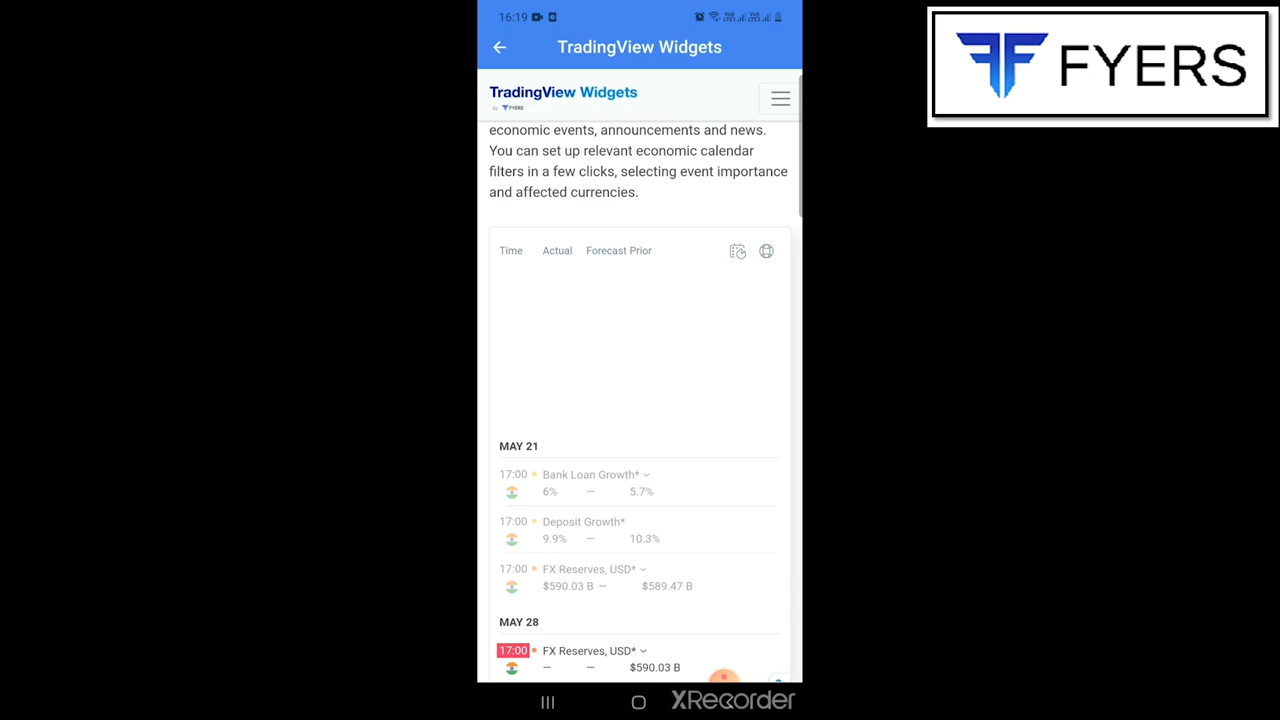 16:19
TradingView Widgets
FYERS
TradingView Widgets
by FYERS
economic events, announcements and news.
You can set up relevant economic calendar
filters in a few clicks, selecting event importance
and affected currencies.
Time Actual Forecast Prior
MAY 21
17:00 Bank Loan Growth*
6% — 5.7%
17:00 Deposit Growth*
9.9% — 10.3%
17:00 FX Reserves, USD*
$590.03 B — $589.47 B
MAY 28
17:00 FX Reserves, USD*
— — $590.03 B
XRecorder